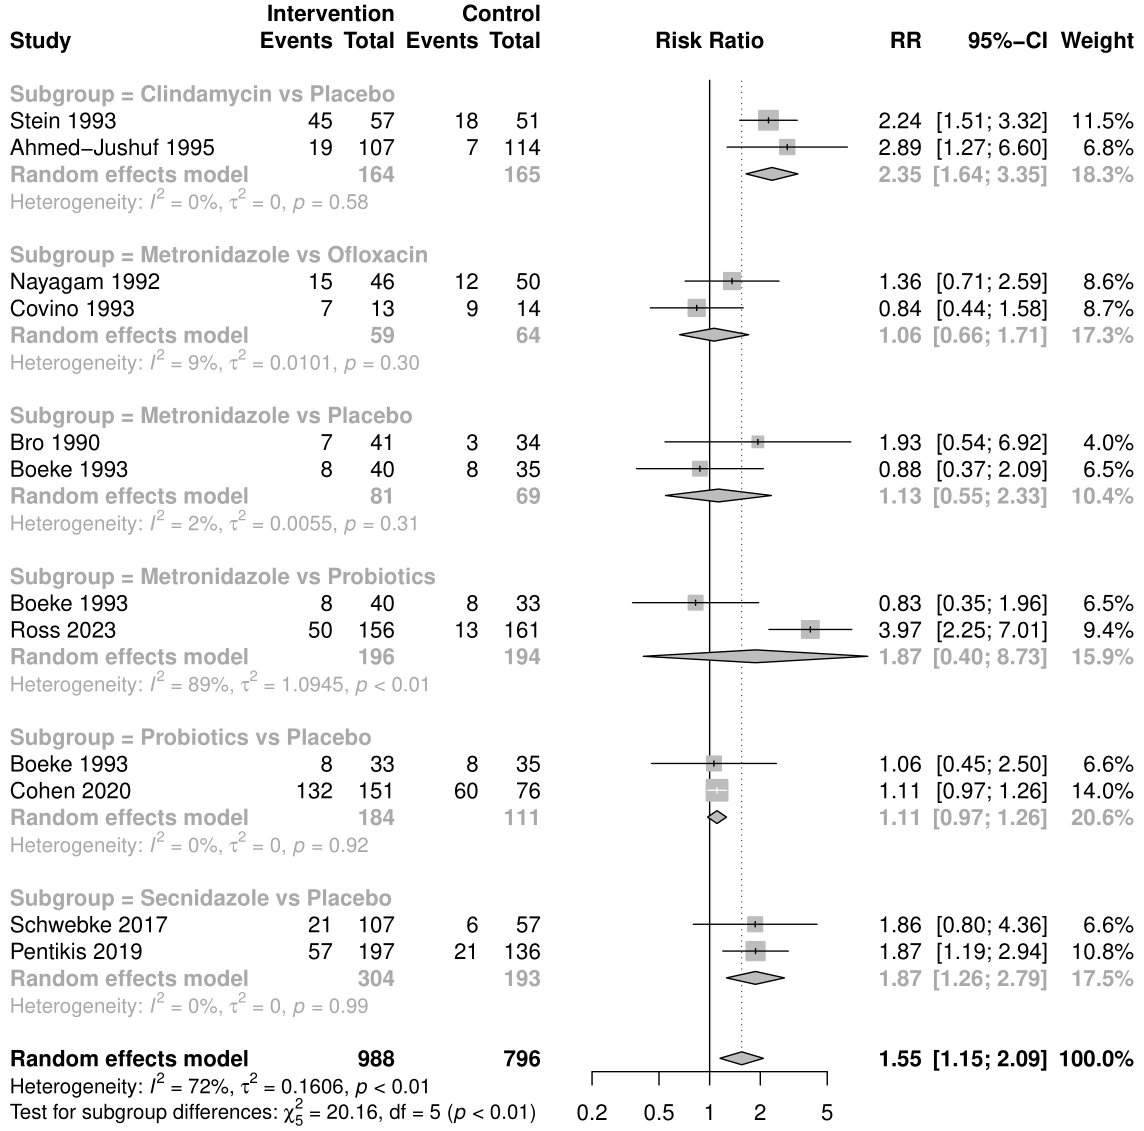 Intervention Control
Study Events Total Events Total Risk Ratio RR 95%−CI Weight
Subgroup = Clindamycin vs Placebo
Stein 1993 45 57 18 51 2.24 [1.51; 3.32] 11.5%
Ahmed−Jushuf 1995 19 107 7 114 2.89 [1.27; 6.60] 6.8%
Random effects model 164 165 2.35 [1.64; 3.35] 18.3%
Heterogeneity: I² = 0%, τ² = 0, p = 0.58
Subgroup = Metronidazole vs Ofloxacin
Nayagam 1992 15 46 12 50 1.36 [0.71; 2.59] 8.6%
Covino 1993 7 13 9 14 0.84 [0.44; 1.58] 8.7%
Random effects model 59 64 1.06 [0.66; 1.71] 17.3%
Heterogeneity: I² = 9%, τ² = 0.0101, p = 0.30
Subgroup = Metronidazole vs Placebo
Bro 1990 7 41 3 34 1.93 [0.54; 6.92] 4.0%
Boeke 1993 8 40 8 35 0.88 [0.37; 2.09] 6.5%
Random effects model 81 69 1.13 [0.55; 2.33] 10.4%
Heterogeneity: I² = 2%, τ² = 0.0055, p = 0.31
Subgroup = Metronidazole vs Probiotics
Boeke 1993 8 40 8 33 0.83 [0.35; 1.96] 6.5%
Ross 2023 50 156 13 161 3.97 [2.25; 7.01] 9.4%
Random effects model 196 194 1.87 [0.40; 8.73] 15.9%
Heterogeneity: I² = 89%, τ² = 1.0945, p < 0.01
Subgroup = Probiotics vs Placebo
Boeke 1993 8 33 8 35 1.06 [0.45; 2.50] 6.6%
Cohen 2020 132 151 60 76 1.11 [0.97; 1.26] 14.0%
Random effects model 184 111 1.11 [0.97; 1.26] 20.6%
Heterogeneity: I² = 0%, τ² = 0, p = 0.92
Subgroup = Secnidazole vs Placebo
Schwebke 2017 21 107 6 57 1.86 [0.80; 4.36] 6.6%
Pentikis 2019 57 197 21 136 1.87 [1.19; 2.94] 10.8%
Random effects model 304 193 1.87 [1.26; 2.79] 17.5%
Heterogeneity: I² = 0%, τ² = 0, p = 0.99
Random effects model 988 796 1.55 [1.15; 2.09] 100.0%
Heterogeneity: I² = 72%, τ² = 0.1606, p < 0.01
Test for subgroup differences: χ²₅ = 20.16, df = 5 (p < 0.01)
0.2 0.5 1 2 5